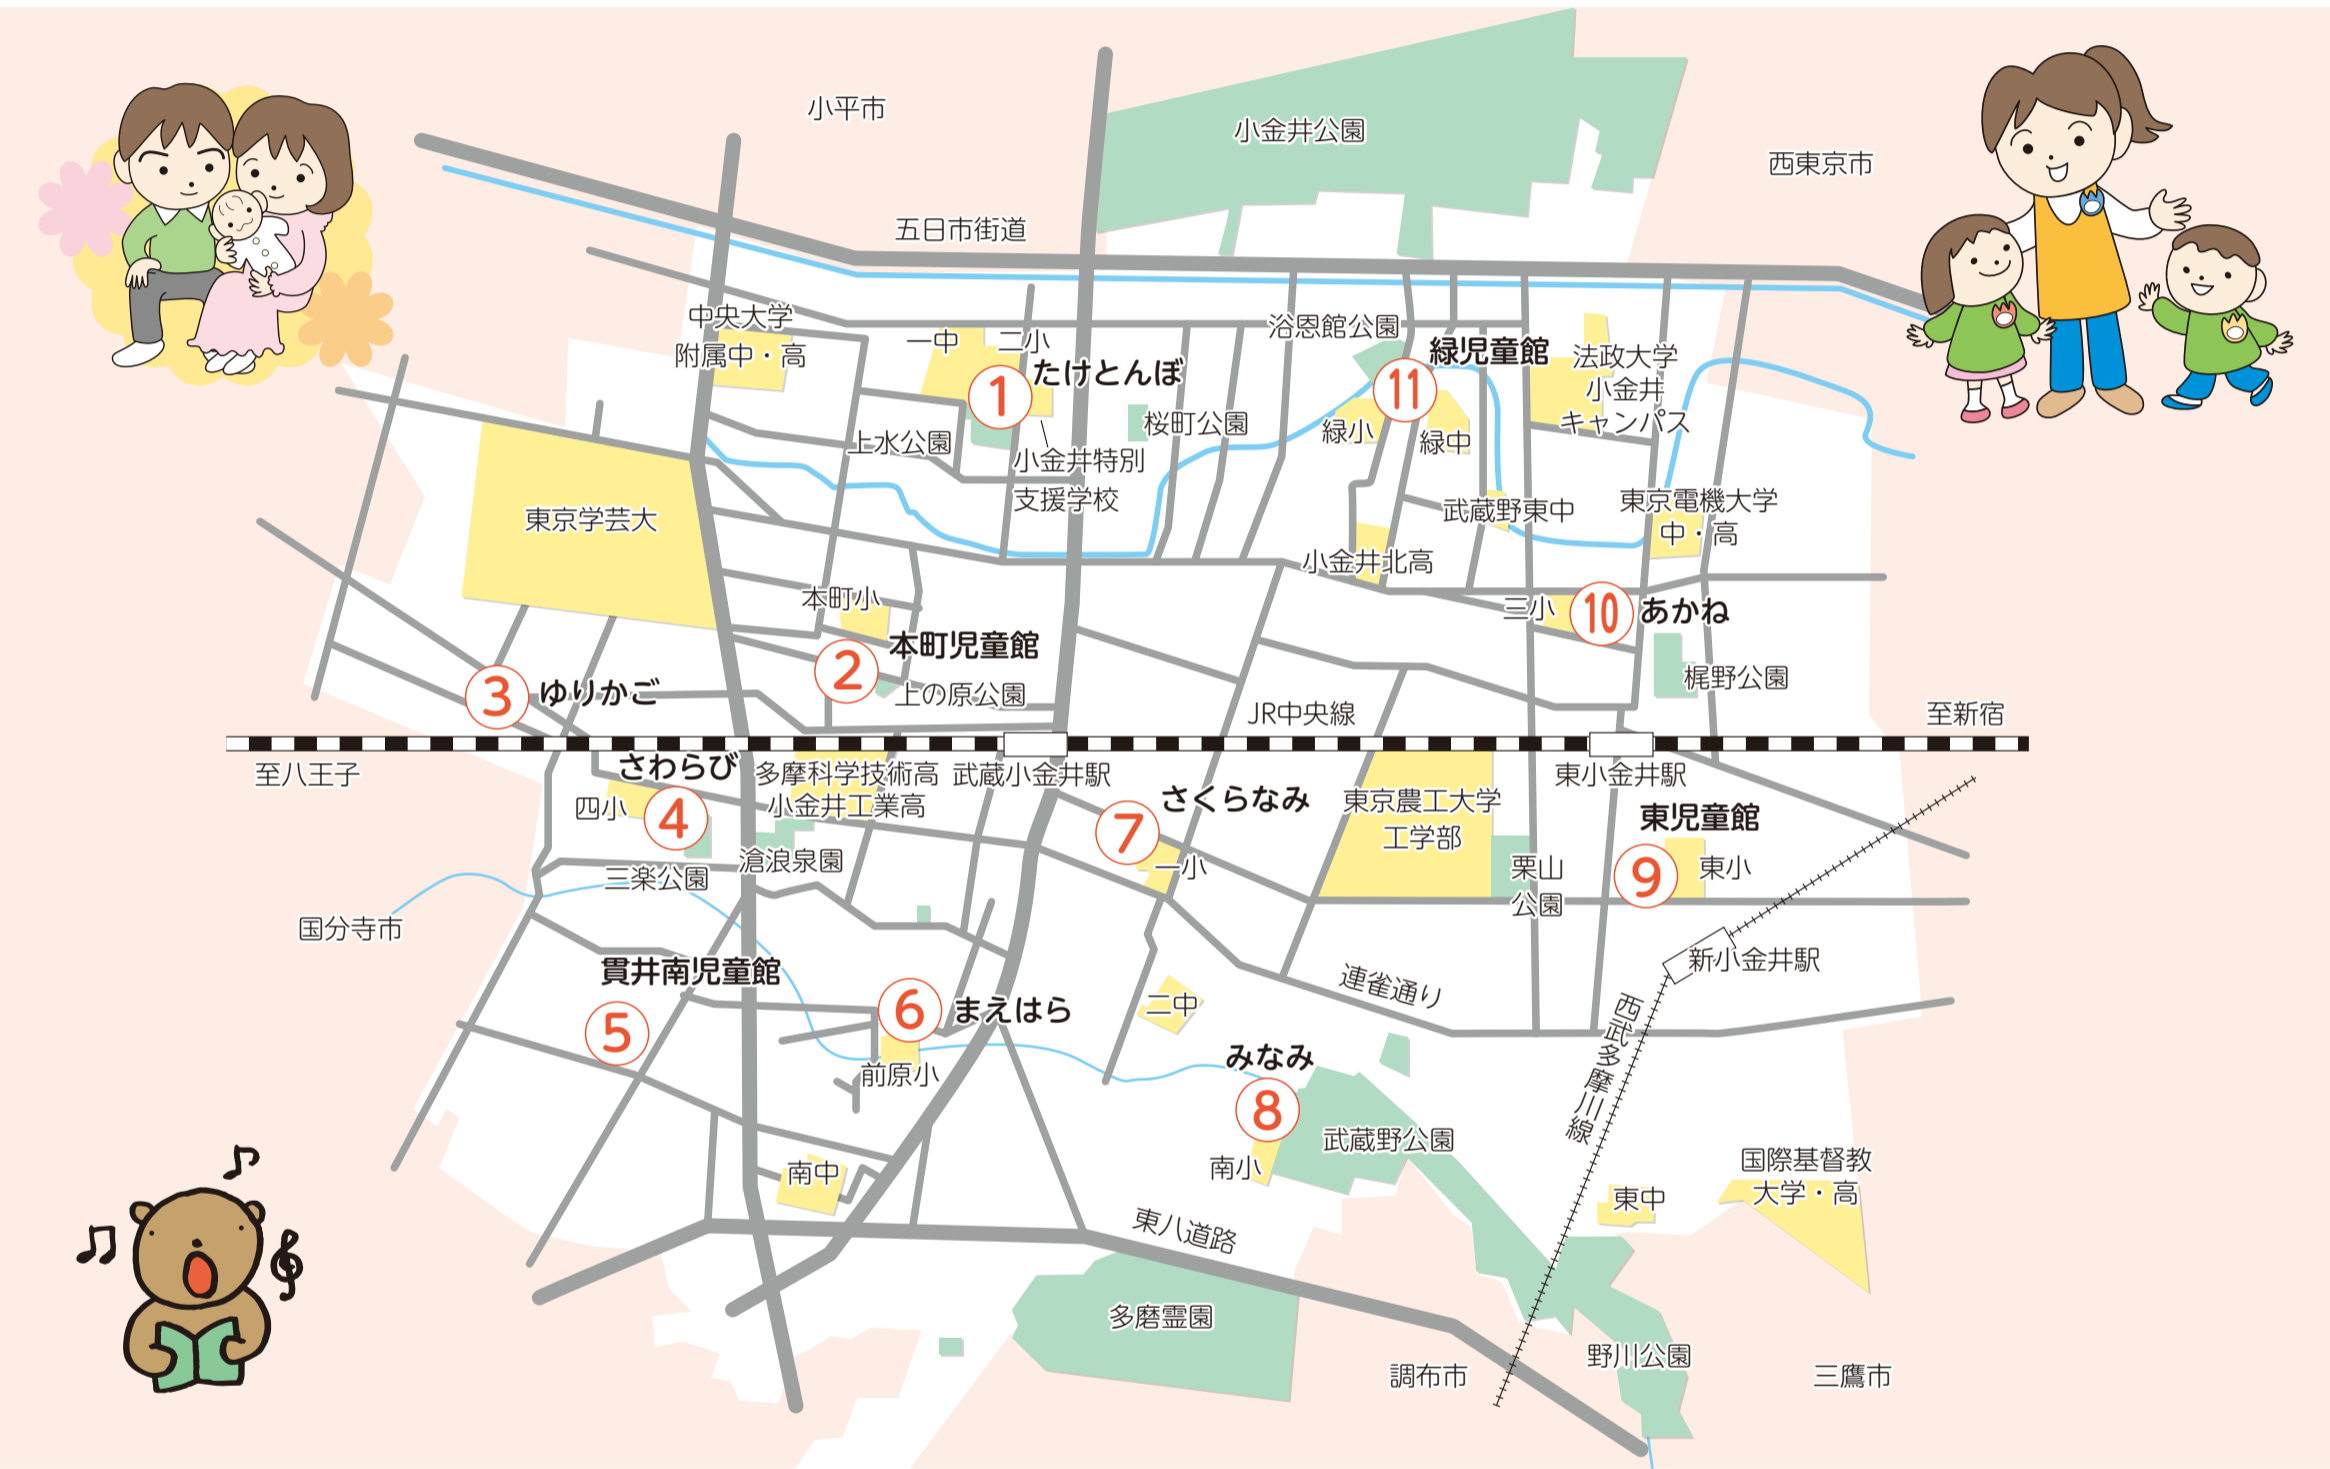 小平市
小金井公園
西東京市
五日市街道
中央大学
附属中・高
一中
二小
1
たけとんぼ
浴恩館公園
緑児童館
11
法政大学
小金井
キャンパス
上水公園
桜町公園
緑小
緑中
小金井特別
支援学校
東京学芸大
武蔵野東中
東京電機大学
中・高
小金井北高
本町小
三小
10
あかね
本町児童館
2
上の原公園
3
ゆりかご
梶野公園
JR中央線
至新宿
至八王子
さわらび
多摩科学技術高
小金井工業高
武蔵小金井駅
東小金井駅
四小
4
さくらなみ
7
一小
東京農工大学
工学部
東児童館
9
東小
滄浪泉園
三楽公園
栗山
公園
国分寺市
貫井南児童館
5
6
まえはら
前原小
二中
連雀通り
新小金井駅
西武多摩川線
みなみ
8
南小
武蔵野公園
南中
東八道路
東中
国際基督教
大学・高
多磨霊園
調布市
野川公園
三鷹市